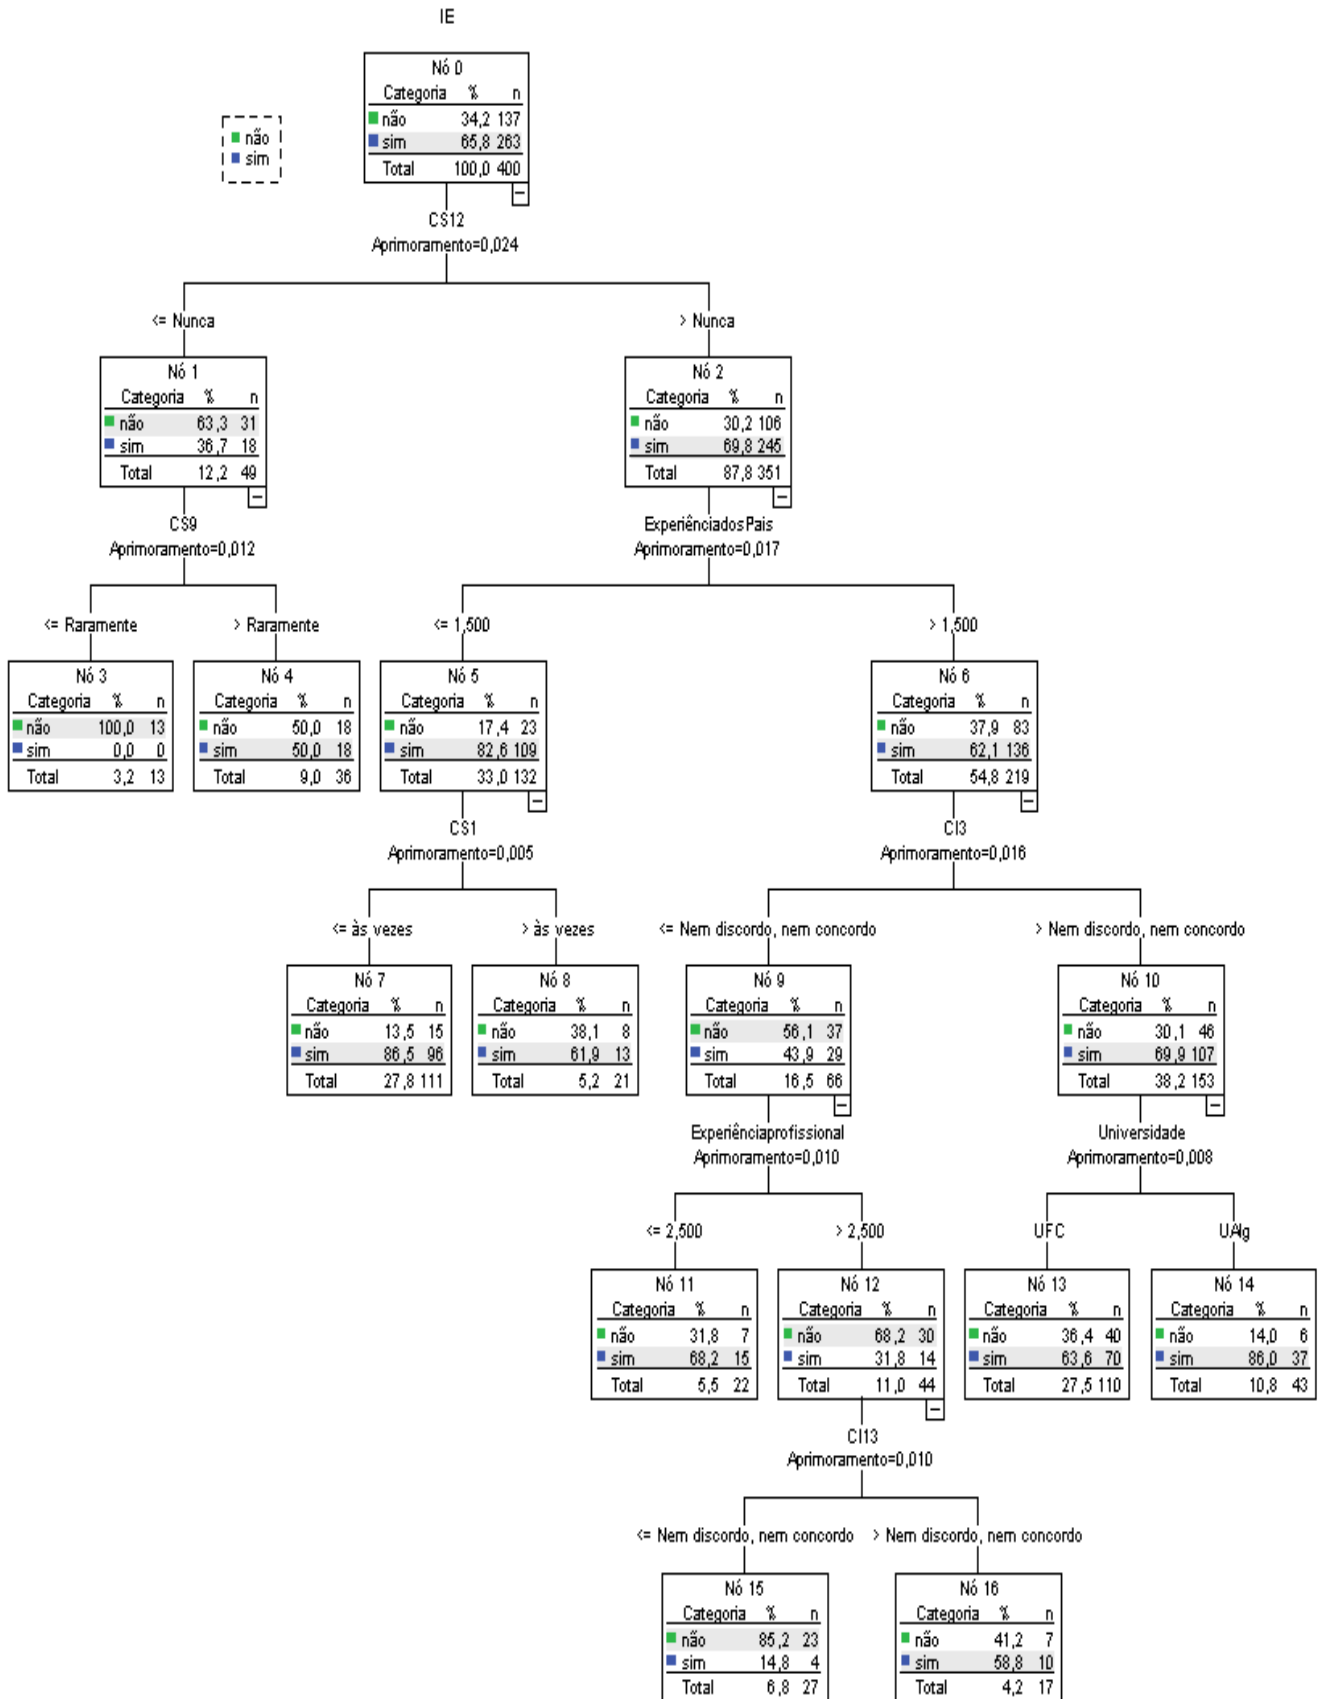 IE
Nó 0
Categoria % n
não 34,2 137
sim 65,8 263
Total 100,0 400
não
sim
CS12
Aprimoramento=0,024
<= Nunca
> Nunca
Nó 1
Categoria % n
não 63,3 31
sim 36,7 18
Total 12,2 49
Nó 2
Categoria % n
não 30,2 106
sim 69,8 245
Total 87,8 351
CS9
Aprimoramento=0,012
ExperiênciadosPais
Aprimoramento=0,017
<= Raramente
> Raramente
<= 1,500
> 1,500
Nó 3
Categoria % n
não 100,0 13
sim 0,0 0
Total 3,2 13
Nó 4
Categoria % n
não 50,0 18
sim 50,0 18
Total 9,0 36
Nó 5
Categoria % n
não 17,4 23
sim 82,6 109
Total 33,0 132
Nó 6
Categoria % n
não 37,9 83
sim 62,1 136
Total 54,8 219
CS1
Aprimoramento=0,005
CI3
Aprimoramento=0,016
<= às vezes
> às vezes
<= Nem discordo, nem concordo
> Nem discordo, nem concordo
Nó 7
Categoria % n
não 13,5 15
sim 86,5 96
Total 27,8 111
Nó 8
Categoria % n
não 38,1 8
sim 61,9 13
Total 5,2 21
Nó 9
Categoria % n
não 56,1 37
sim 43,9 29
Total 16,5 66
Nó 10
Categoria % n
não 30,1 46
sim 69,9 107
Total 38,2 153
Experiênciaprofissional
Aprimoramento=0,010
Universidade
Aprimoramento=0,008
<= 2,500
> 2,500
UFC
UAlg
Nó 11
Categoria % n
não 31,8 7
sim 68,2 15
Total 5,5 22
Nó 12
Categoria % n
não 68,2 30
sim 31,8 14
Total 11,0 44
Nó 13
Categoria % n
não 36,4 40
sim 63,6 70
Total 27,5 110
Nó 14
Categoria % n
não 14,0 6
sim 86,0 37
Total 10,8 43
CI13
Aprimoramento=0,010
<= Nem discordo, nem concordo
> Nem discordo, nem concordo
Nó 15
Categoria % n
não 85,2 23
sim 14,8 4
Total 6,8 27
Nó 16
Categoria % n
não 41,2 7
sim 58,8 10
Total 4,2 17